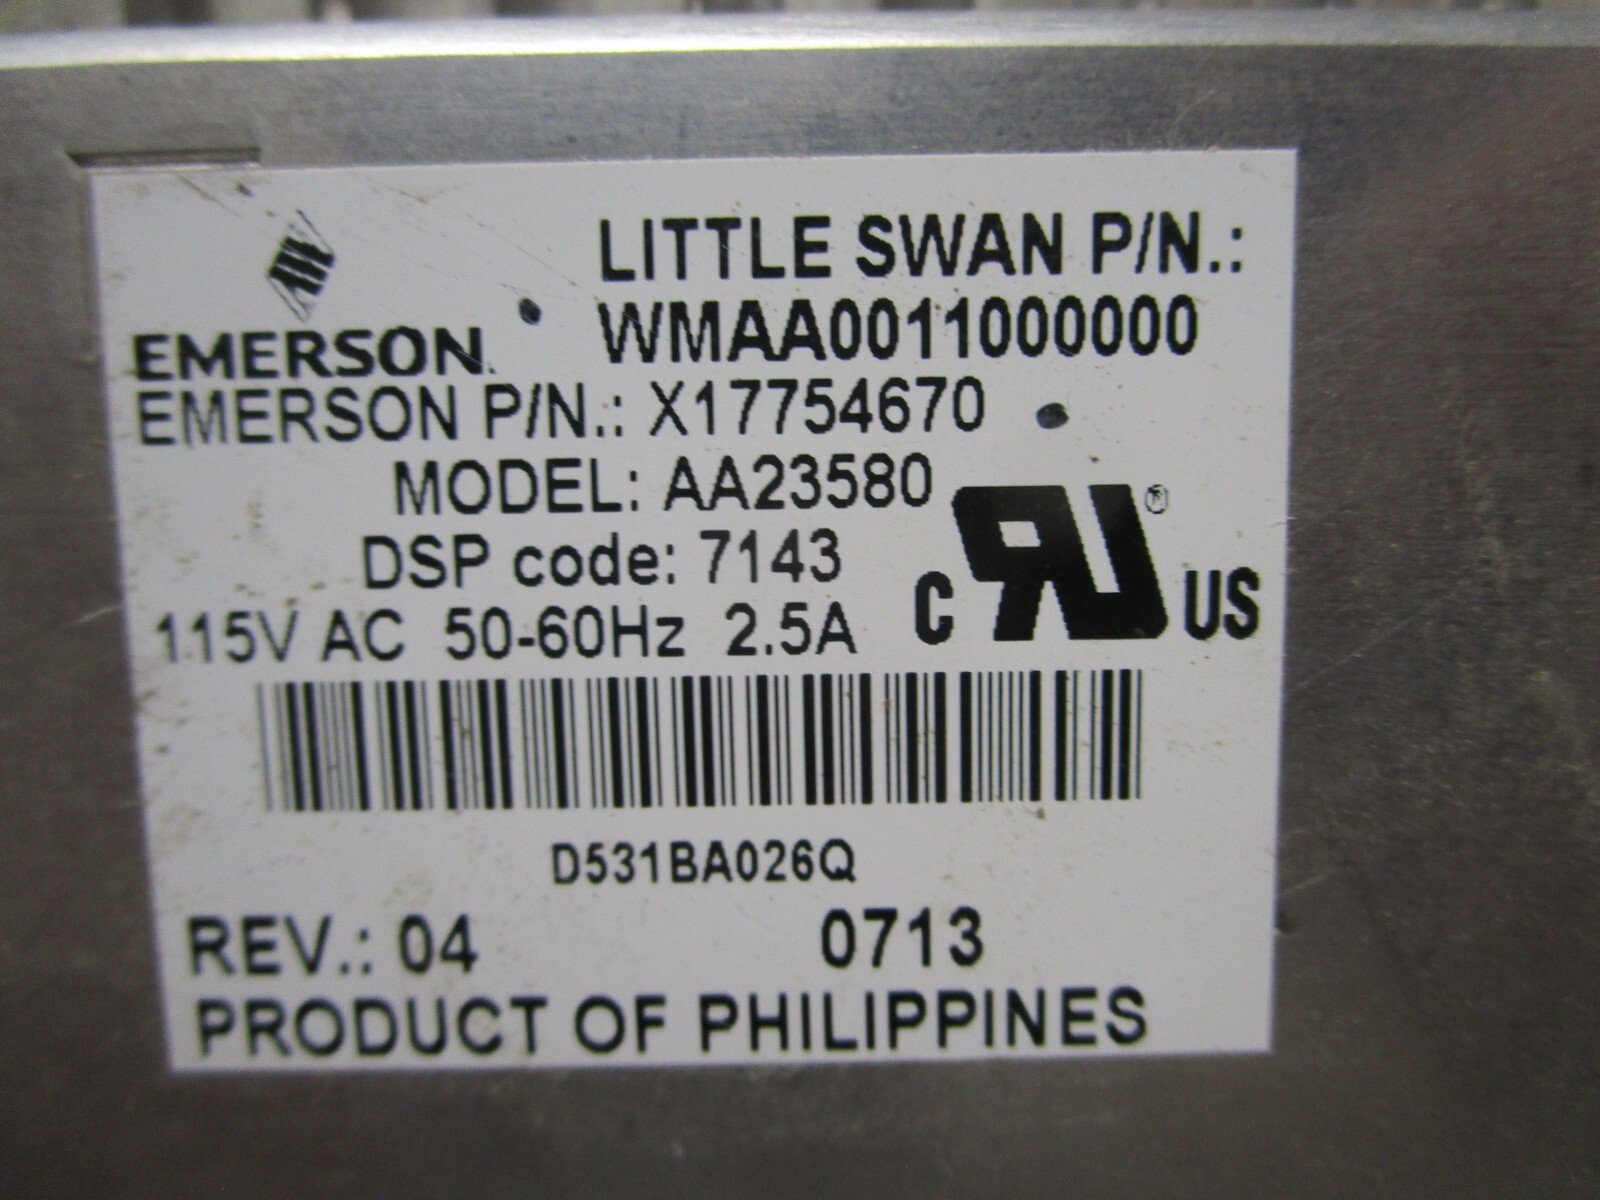 LITTLE SWAN P/N.:
EMERSON. WMAA0011000000
EMERSON P/N.: X17754670
MODEL: AA23580
DSP code: 7143
115V AC 50-60Hz 2.5A
C RU ® US
D531BA026Q
REV.: 04 0713
PRODUCT OF PHILIPPINES